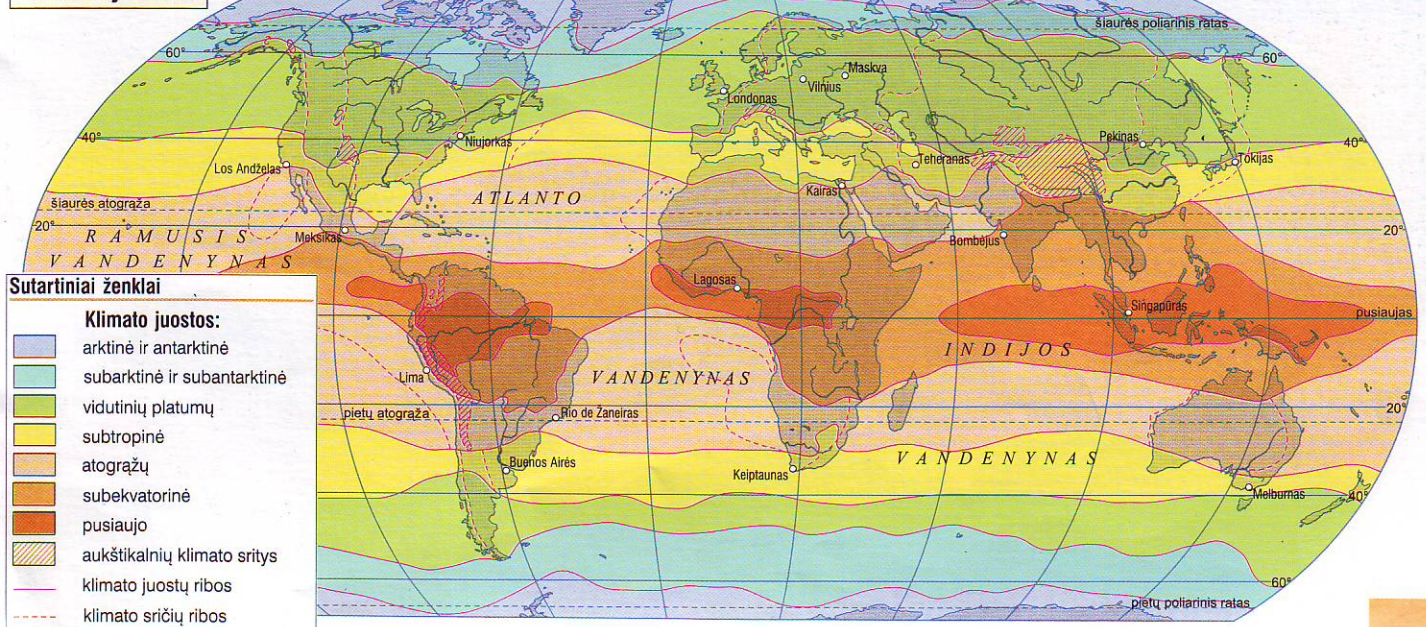 šiaurės poliarinis ratas
60°
60°
Maskva
Vilnius
Londonas
40°
Niujorkas
Pekinas
40°
Los Andželas
Teheranas
Tokijas
Kairas
šiaurės atogrąža
ATLANTO
20°
RAMUSIS
Meksikas
Bombėjus
20°
VANDENYNAS
Lagosas
Singapūras
pusiaujas
INDIJOS
Lima
VANDENYNAS
pietų atogrąža
Rio de Žaneiras
20°
Buenos Airės
Keiptaunas
VANDENYNAS
Melburnas
40°
60°
pietų poliarinis ratas
Sutartiniai ženklai
Klimato juostos:
arktinė ir antarktinė
subarktinė ir subantarktinė
vidutinių platumų
subtropinė
atogrąžų
subekvatorinė
pusiaujo
aukštikalnių klimato sritys
klimato juostų ribos
klimato sričių ribos